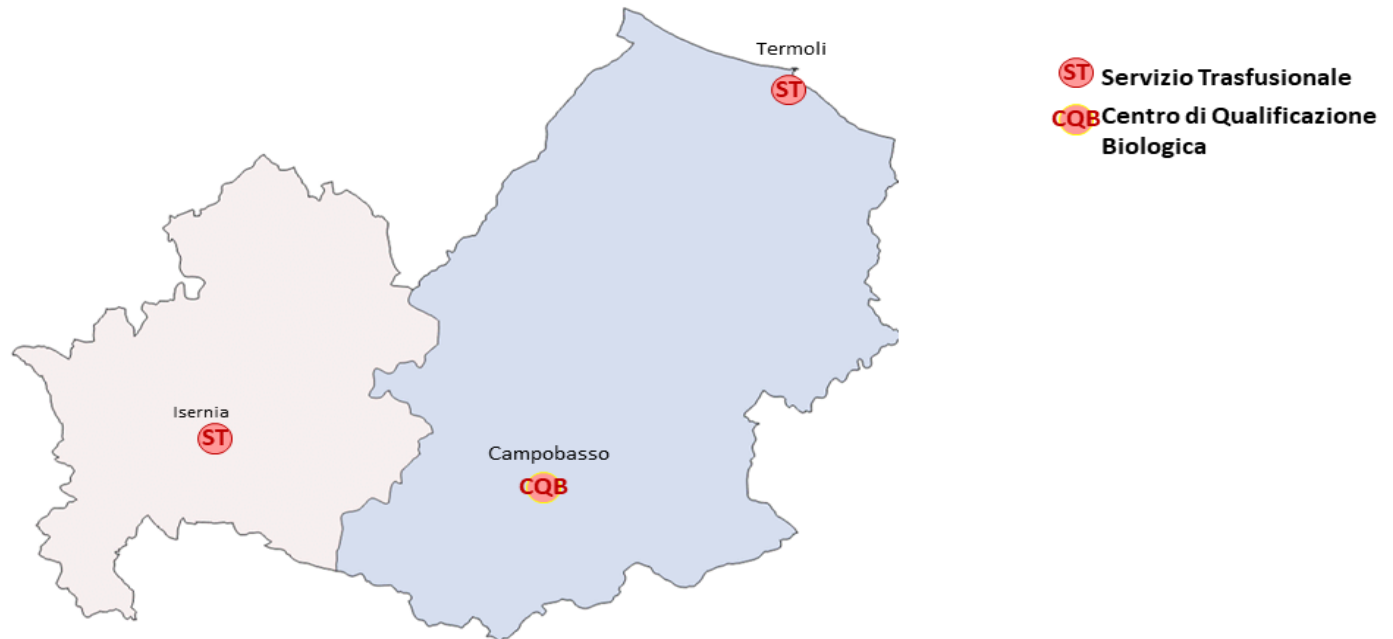 Termoli
ST
Isernia
ST
Campobasso
CQB
ST Servizio Trasfusionale
CQB Centro di Qualificazione
Biologica